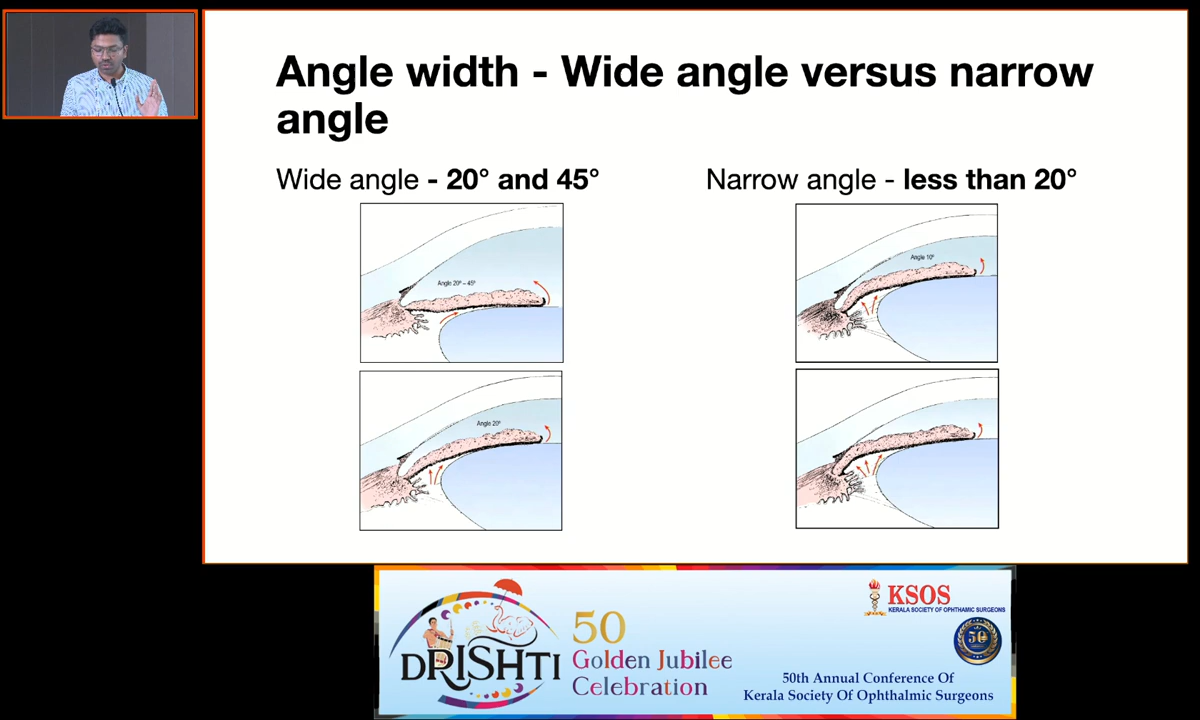 Angle width - Wide angle versus narrow
angle
Wide angle - 20° and 45°
Narrow angle - less than 20°
Angle 20° – 45°
Angle 10°
Angle 20°
DRISHTI
50
Golden Jubilee
Celebration
KSOS
KERALA SOCIETY OF OPHTHAMIC SURGEONS
50
50th Annual Conference Of
Kerala Society Of Ophthalmic Surgeons